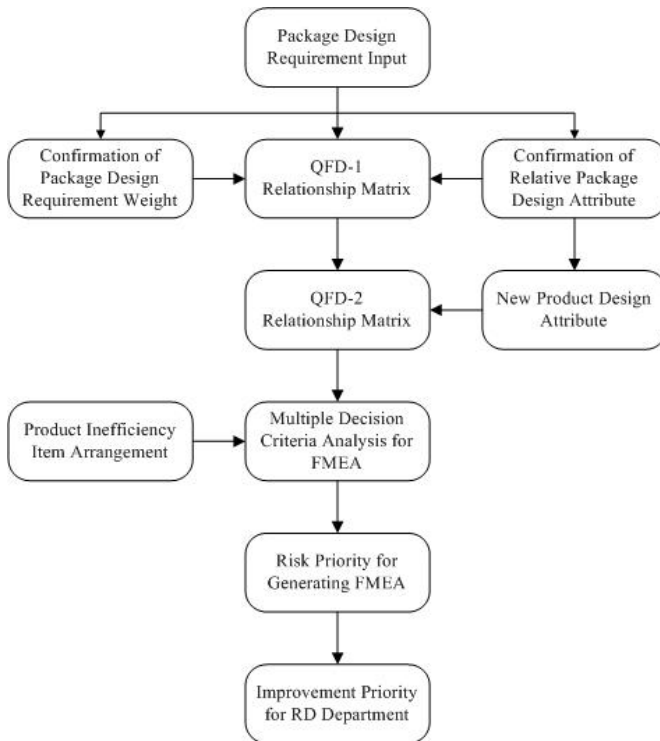 Package Design
Requirement Input
Confirmation of
Package Design
Requirement Weight
QFD-1
Relationship Matrix
Confirmation of
Relative Package
Design Attribute
QFD-2
Relationship Matrix
New Product Design
Attribute
Product Inefficiency
Item Arrangement
Multiple Decision
Criteria Analysis for
FMEA
Risk Priority for
Generating FMEA
Improvement Priority
for RD Department